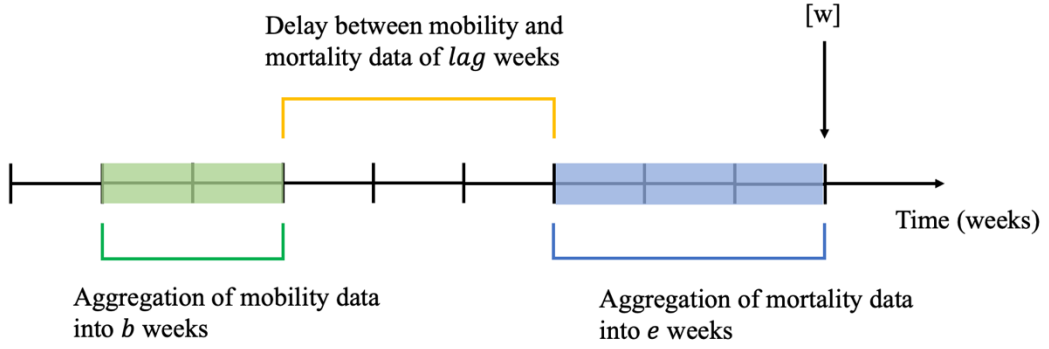 Delay between mobility and
mortality data of lag weeks
[w]
Time (weeks)
Aggregation of mobility data
into b weeks
Aggregation of mortality data
into e weeks